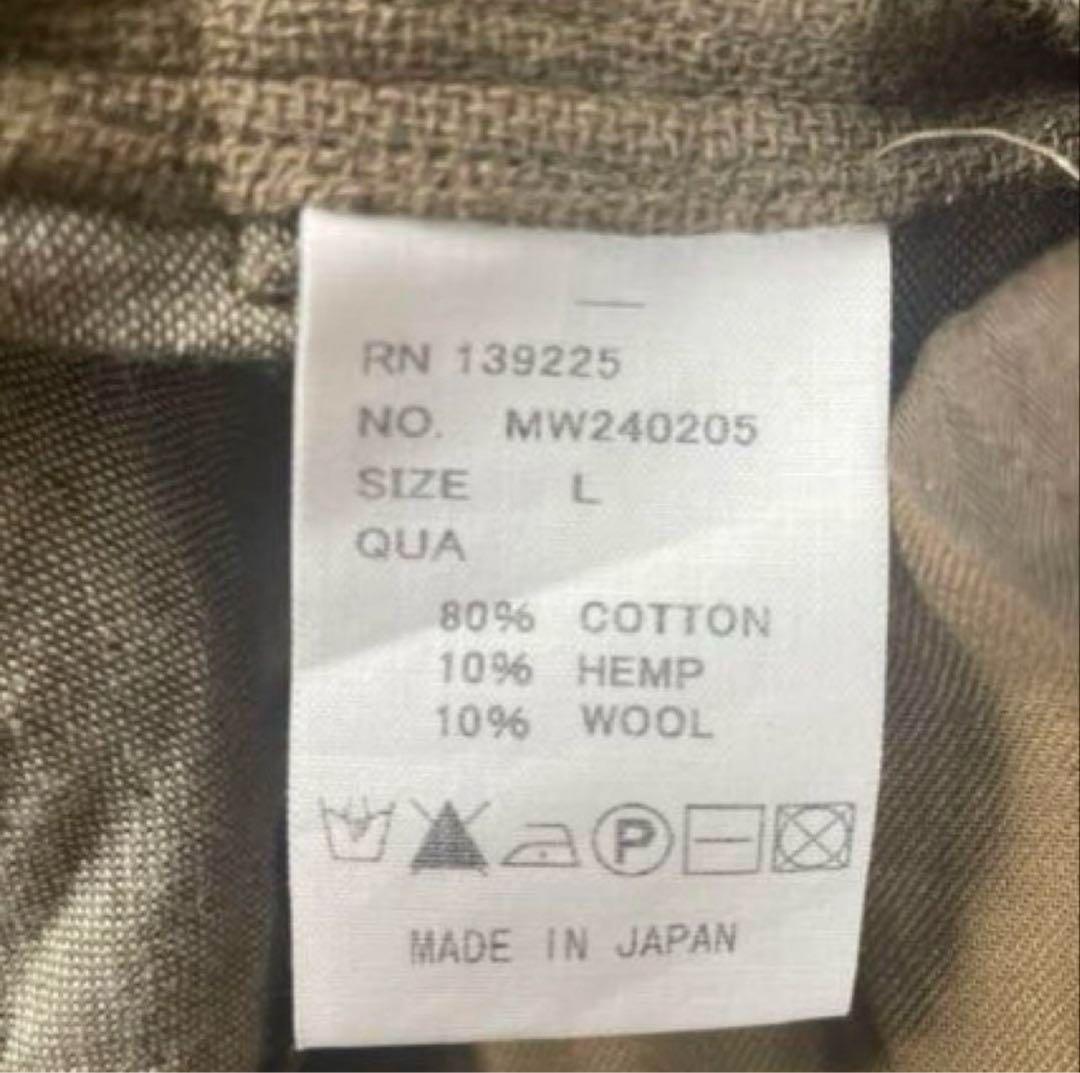 RN 139225
NO. MW240205
SIZE L
QUA
80% COTTON
10% HEMP
10% WOOL
P
MADE IN JAPAN